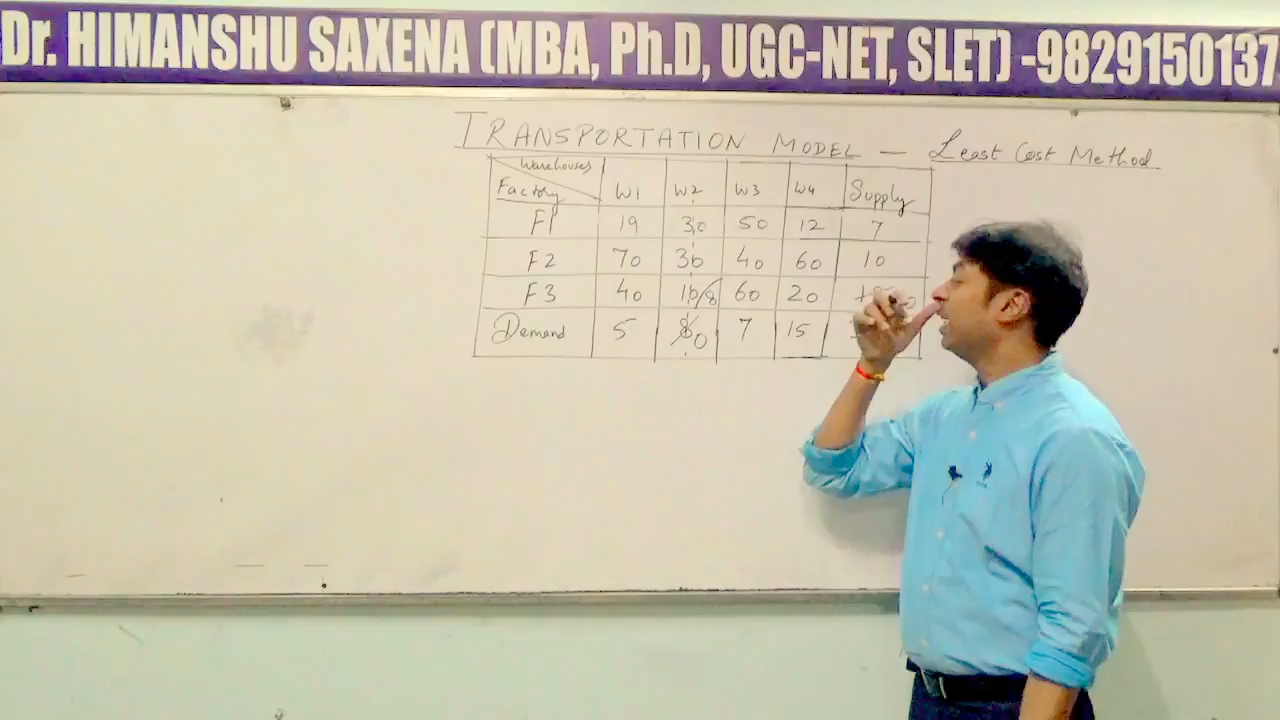 Dr. HIMANSHU SAXENA (MBA, Ph.D, UGC-NET, SLET) -9829150137
TRANSPORTATION MODEL — Least Cost Method
Warehouses
Factory W1 W2 W3 W4 Supply
F1 19 30 50 12 7
F2 70 30 40 60 10
F3 40 10/8 60 20
Demand 5 8 0 7 15